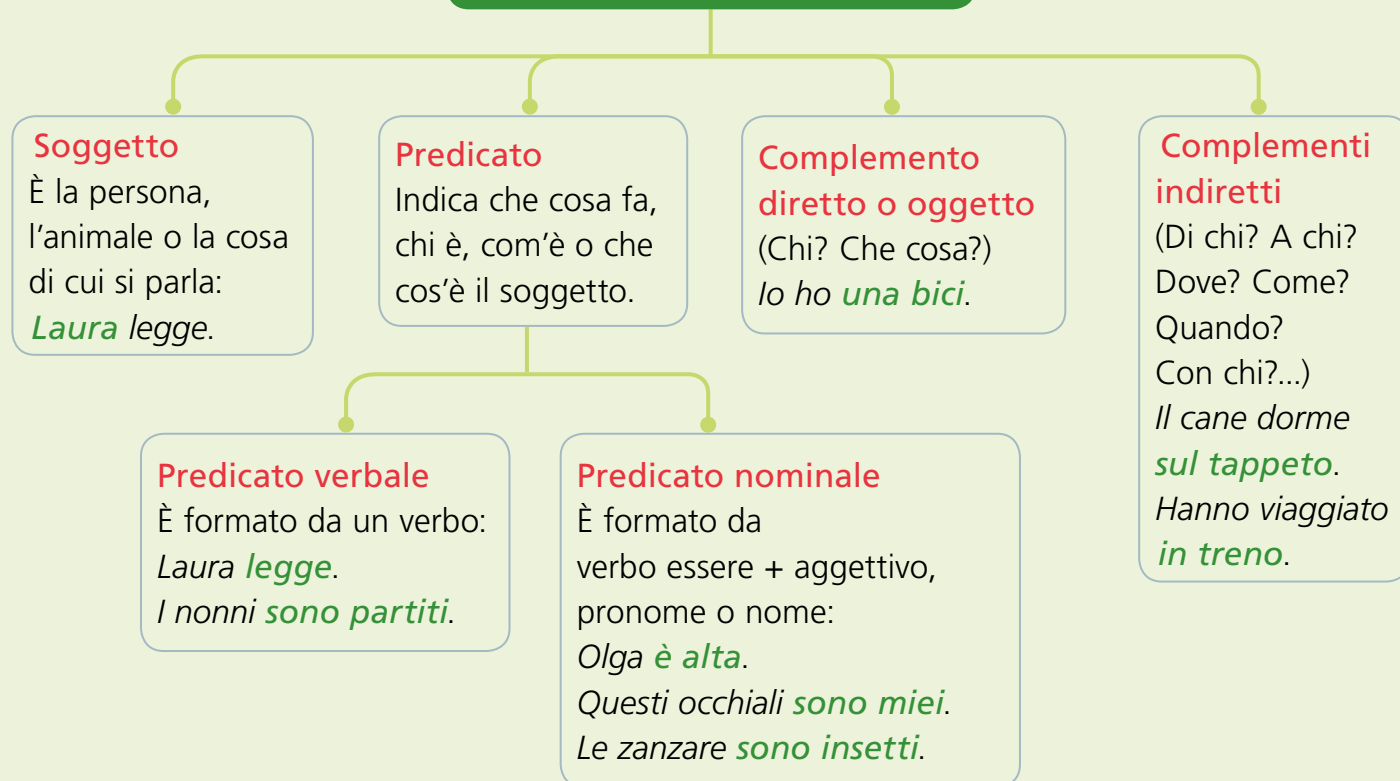 Soggetto
È la persona,
l'animale o la cosa
di cui si parla:
Laura legge.
Predicato
Indica che cosa fa,
chi è, com'è o che
cos'è il soggetto.
Complemento
diretto o oggetto
(Chi? Che cosa?)
Io ho una bici.
Complementi
indiretti
(Di chi? A chi?
Dove? Come?
Quando?
Con chi?...)
Il cane dorme
sul tappeto.
Hanno viaggiato
in treno.
Predicato verbale
È formato da un verbo:
Laura legge.
I nonni sono partiti.
Predicato nominale
È formato da
verbo essere + aggettivo,
pronome o nome:
Olga è alta.
Questi occhiali sono miei.
Le zanzare sono insetti.